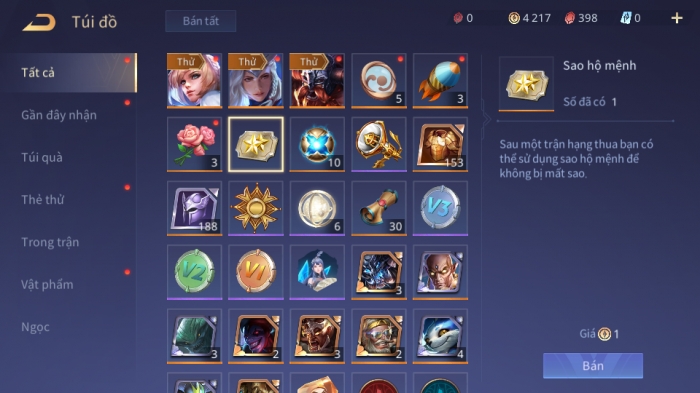 Túi đồ
Bán tất
0
4 217
398
0
+
Tất cả
Gần đây nhận
Túi quà
Thẻ thử
Trong trận
Vật phẩm
Ngọc
Thử
Thử
Thử
5
3
3
10
153
188
6
30
V3
V2
V1
3
3
2
3
2
4
Sao hộ mệnh
Số đã có 1
Sau một trận hạng thua bạn có
thể sử dụng sao hộ mệnh để
không bị mất sao.
Giá 1
Bán